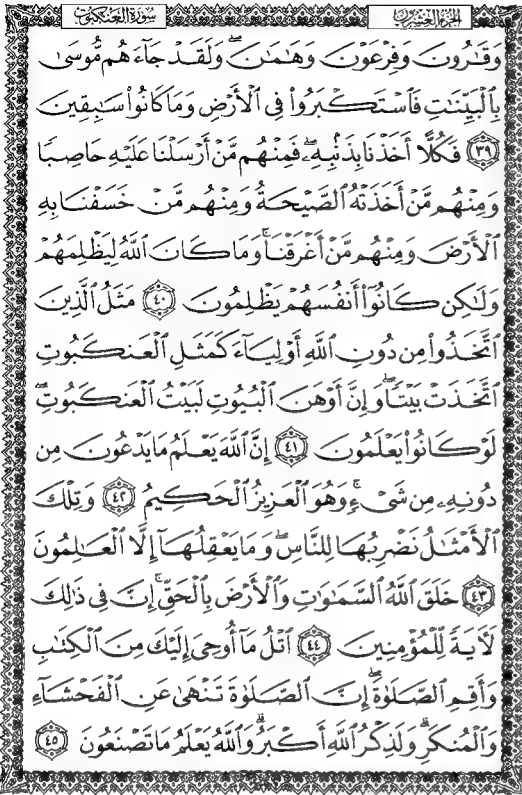 الجزء العشرون
سورة العنكبوت
وَقَٰرُونَ وَفِرْعَوْنَ وَهَٰمَٰنَ ۖ وَلَقَدْ جَآءَهُم مُّوسَىٰ
بِٱلْبَيِّنَٰتِ فَٱسْتَكْبَرُوا۟ فِى ٱلْأَرْضِ وَمَا كَانُوا۟ سَٰبِقِينَ
٣٩ فَكُلًّا أَخَذْنَا بِذَنۢبِهِۦ ۖ فَمِنْهُم مَّنْ أَرْسَلْنَا عَلَيْهِ حَاصِبًا
وَمِنْهُم مَّنْ أَخَذَتْهُ ٱلصَّيْحَةُ وَمِنْهُم مَّنْ خَسَفْنَا بِهِ
ٱلْأَرْضَ وَمِنْهُم مَّنْ أَغْرَقْنَا ۚ وَمَا كَانَ ٱللَّهُ لِيَظْلِمَهُمْ
وَلَٰكِن كَانُوٓا۟ أَنفُسَهُمْ يَظْلِمُونَ ٤٠ مَثَلُ ٱلَّذِينَ
ٱتَّخَذُوا۟ مِن دُونِ ٱللَّهِ أَوْلِيَآءَ كَمَثَلِ ٱلْعَنكَبُوتِ
ٱتَّخَذَتْ بَيْتًا ۖ وَإِنَّ أَوْهَنَ ٱلْبُيُوتِ لَبَيْتُ ٱلْعَنكَبُوتِ ۖ
لَوْ كَانُوا۟ يَعْلَمُونَ ٤١ إِنَّ ٱللَّهَ يَعْلَمُ مَا يَدْعُونَ مِن
دُونِهِۦ مِن شَىْءٍ ۚ وَهُوَ ٱلْعَزِيزُ ٱلْحَكِيمُ ٤٢ وَتِلْكَ
ٱلْأَمْثَٰلُ نَضْرِبُهَا لِلنَّاسِ ۖ وَمَا يَعْقِلُهَآ إِلَّا ٱلْعَٰلِمُونَ
٤٣ خَلَقَ ٱللَّهُ ٱلسَّمَٰوَٰتِ وَٱلْأَرْضَ بِٱلْحَقِّ ۚ إِنَّ فِى ذَٰلِكَ
لَـَٔايَةً لِّلْمُؤْمِنِينَ ٤٤ ٱتْلُ مَآ أُوحِىَ إِلَيْكَ مِنَ ٱلْكِتَٰبِ
وَأَقِمِ ٱلصَّلَوٰةَ ۖ إِنَّ ٱلصَّلَوٰةَ تَنْهَىٰ عَنِ ٱلْفَحْشَآءِ
وَٱلْمُنكَرِ ۗ وَلَذِكْرُ ٱللَّهِ أَكْبَرُ ۗ وَٱللَّهُ يَعْلَمُ مَا تَصْنَعُونَ ٤٥